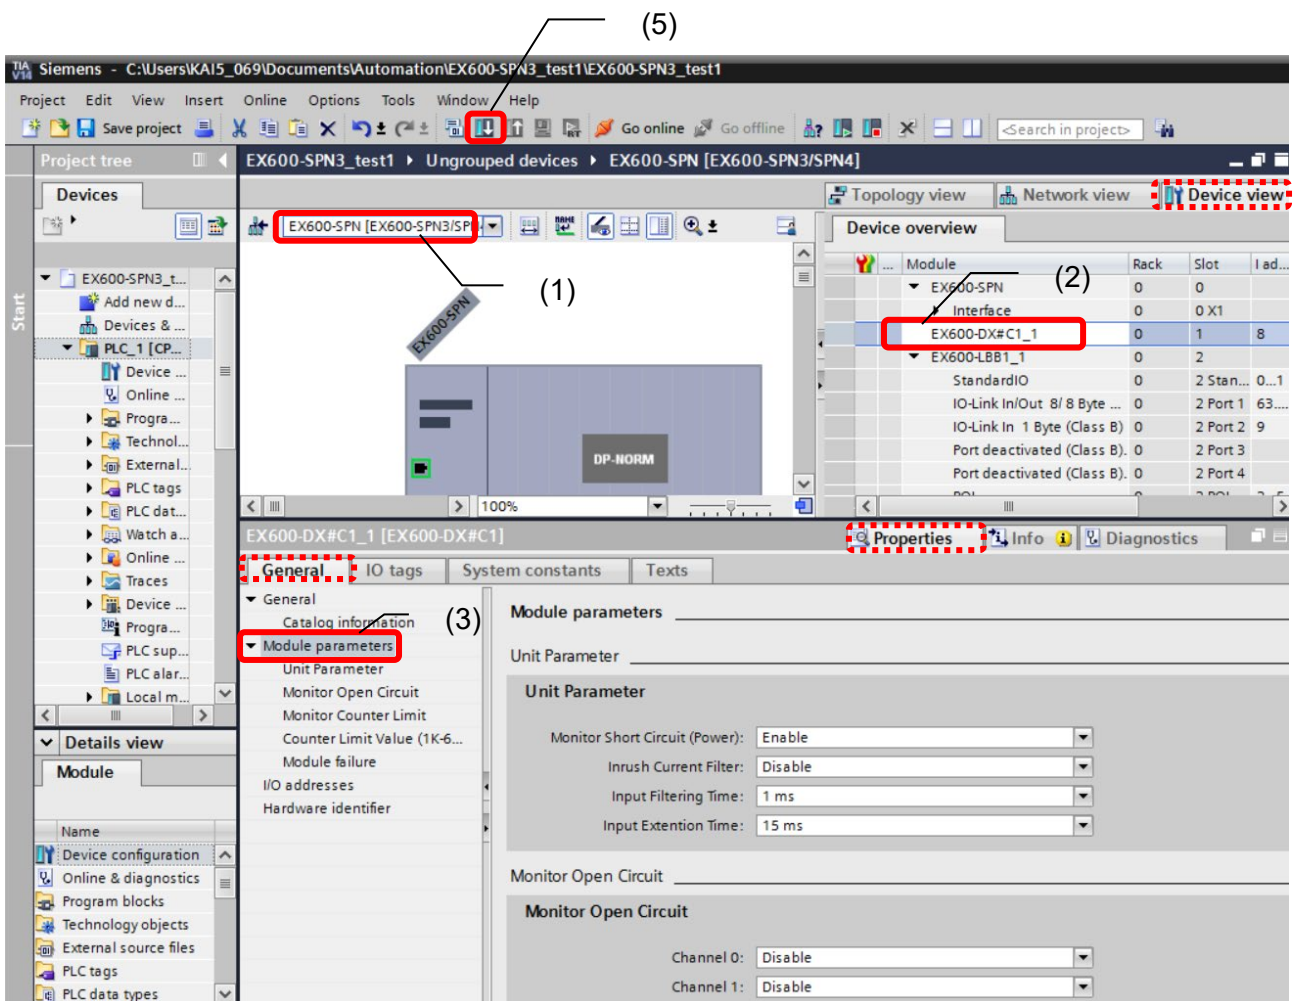 (5)
TIA V14 Siemens - C:\Users\KAI5_069\Documents\Automation\EX600-SPN3_test1\EX600-SPN3_test1
Project Edit View Insert Online Options Tools Window Help
Save project Go online Go offline <Search in project>
Project tree
EX600-SPN3_test1 Ungrouped devices EX600-SPN [EX600-SPN3/SPN4]
Devices
Topology view Network view Device view
EX600-SPN [EX600-SPN3/SP
Device overview
(1)
(2)
... Module Rack Slot I ad...
EX600-SPN 0 0
Interface 0 0 X1
EX600-DX#C1_1 0 1 8
EX600-LBB1_1 0 2
StandardIO 0 2 Stan... 0...1
IO-Link In/Out 8/ 8 Byte ... 0 2 Port 1 63....
IO-Link In 1 Byte (Class B) 0 2 Port 2 9
Port deactivated (Class B). 0 2 Port 3
Port deactivated (Class B). 0 2 Port 4
EX600-SPN
DP-NORM
100%
Start
EX600-SPN3_t...
Add new d...
Devices & ...
PLC_1 [CP...
Device ...
Online ...
Progra...
Technol...
External...
PLC tags
PLC dat...
Watch a...
Online ...
Traces
Device ...
Progra...
PLC sup...
PLC alar...
Local m...
Details view
Module
Name
Device configuration
Online & diagnostics
Program blocks
Technology objects
External source files
PLC tags
PLC data types
EX600-DX#C1_1 [EX600-DX#C1]
Properties Info Diagnostics
General IO tags System constants Texts
General
Catalog information
(3)
Module parameters
Unit Parameter
Monitor Open Circuit
Monitor Counter Limit
Counter Limit Value (1K-6...
Module failure
I/O addresses
Hardware identifier
Module parameters
Unit Parameter
Unit Parameter
Monitor Short Circuit (Power): Enable
Inrush Current Filter: Disable
Input Filtering Time: 1 ms
Input Extention Time: 15 ms
Monitor Open Circuit
Monitor Open Circuit
Channel 0: Disable
Channel 1: Disable